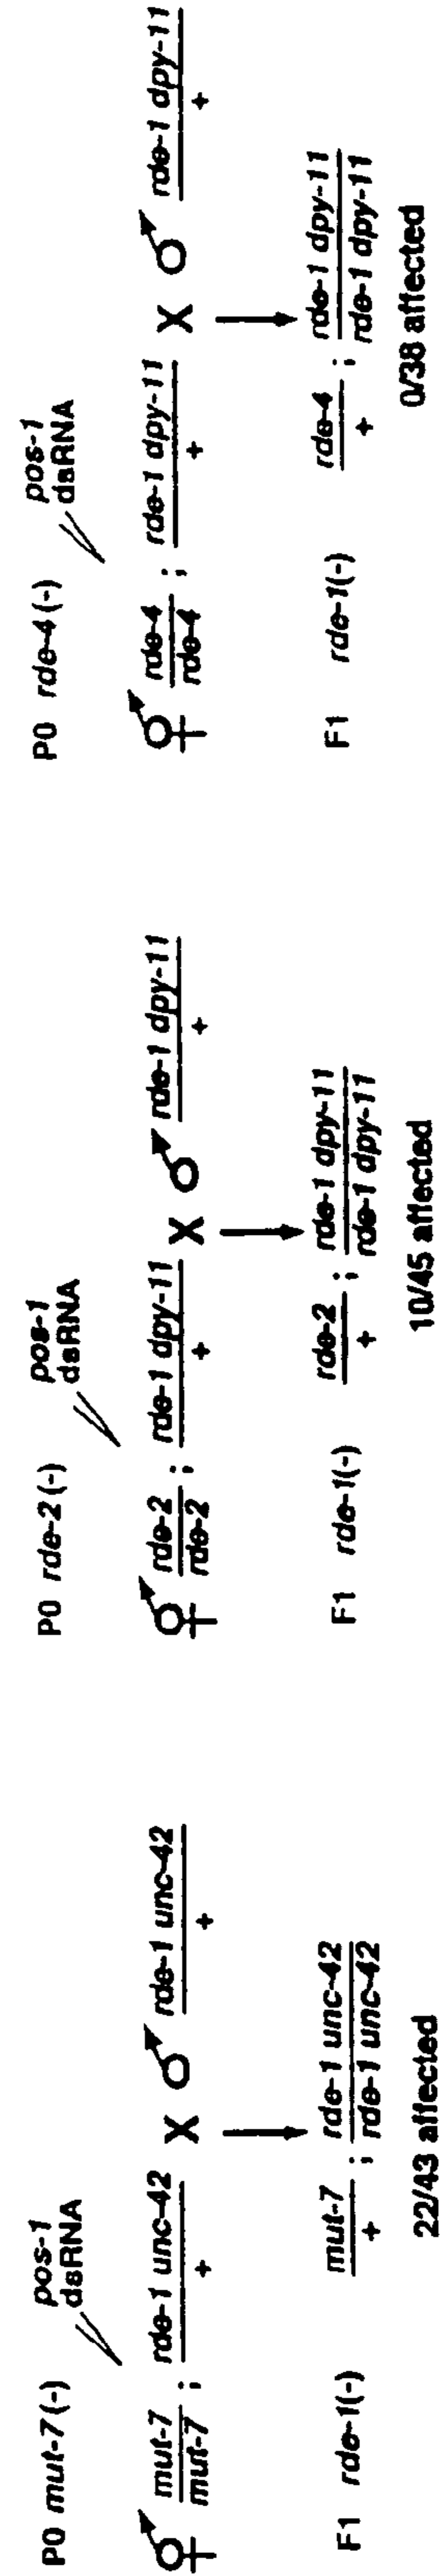 P0 mut-7(-)
pos-1
dsRNA
mut-7
mut-7
;
rde-1 unc-42
+
X
rde-1 unc-42
+
F1 rde-1(-)
mut-7
+
;
rde-1 unc-42
rde-1 unc-42
22/43 affected
P0 rde-2(-)
pos-1
dsRNA
rde-2
rde-2
;
rde-1 dpy-11
+
X
rde-1 dpy-11
+
F1 rde-1(-)
rde-2
+
;
rde-1 dpy-11
rde-1 dpy-11
10/45 affected
P0 rde-4(-)
pos-1
dsRNA
rde-4
rde-4
;
rde-1 dpy-11
+
X
rde-1 dpy-11
+
F1 rde-1(-)
rde-4
+
;
rde-1 dpy-11
rde-1 dpy-11
0/38 affected